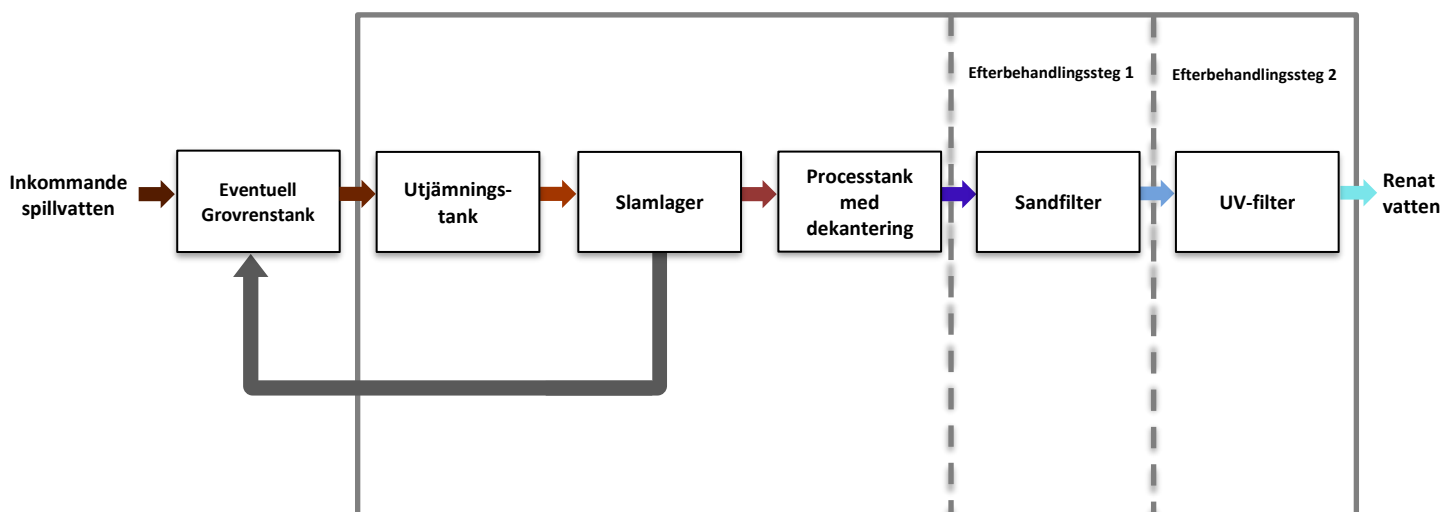 Efterbehandlingssteg 1
Efterbehandlingssteg 2
Inkommande
spillvatten
Eventuell
Grovrenstank
Utjämnings-
tank
Slamlager
Processtank
med
dekantering
Sandfilter
UV-filter
Renat
vatten